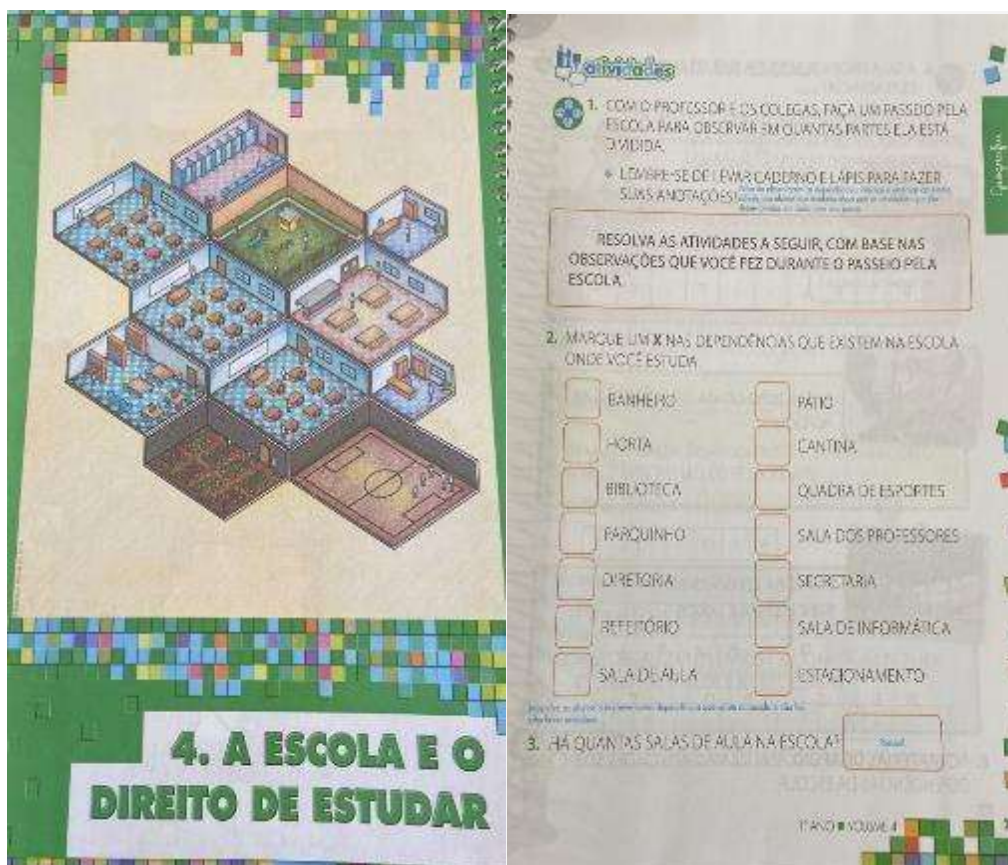 4. A ESCOLA E O
DIREITO DE ESTUDAR
atividades
1. COM O PROFESSOR E OS COLEGAS, FAÇA UM PASSEIO PELA
ESCOLA PARA OBSERVAR EM QUANTAS PARTES ELA ESTÁ
DIVIDIDA.
LEMBRE-SE DE LEVAR CADERNO E LÁPIS PARA FAZER
SUAS ANOTAÇÕES!
RESOLVA AS ATIVIDADES A SEGUIR, COM BASE NAS
OBSERVAÇÕES QUE VOCÊ FEZ DURANTE O PASSEIO PELA
ESCOLA.
2. MARQUE UM X NAS DEPENDÊNCIAS QUE EXISTEM NA ESCOLA
ONDE VOCÊ ESTUDA.
BANHEIRO
PÁTIO
HORTA
CANTINA
BIBLIOTECA
QUADRA DE ESPORTES
PARQUINHO
SALA DOS PROFESSORES
DIRETORIA
SECRETARIA
REFEITÓRIO
SALA DE INFORMÁTICA
SALA DE AULA
ESTACIONAMENTO
3. HÁ QUANTAS SALAS DE AULA NA ESCOLA?
Pessoal.
1º ANO VOLUME 4